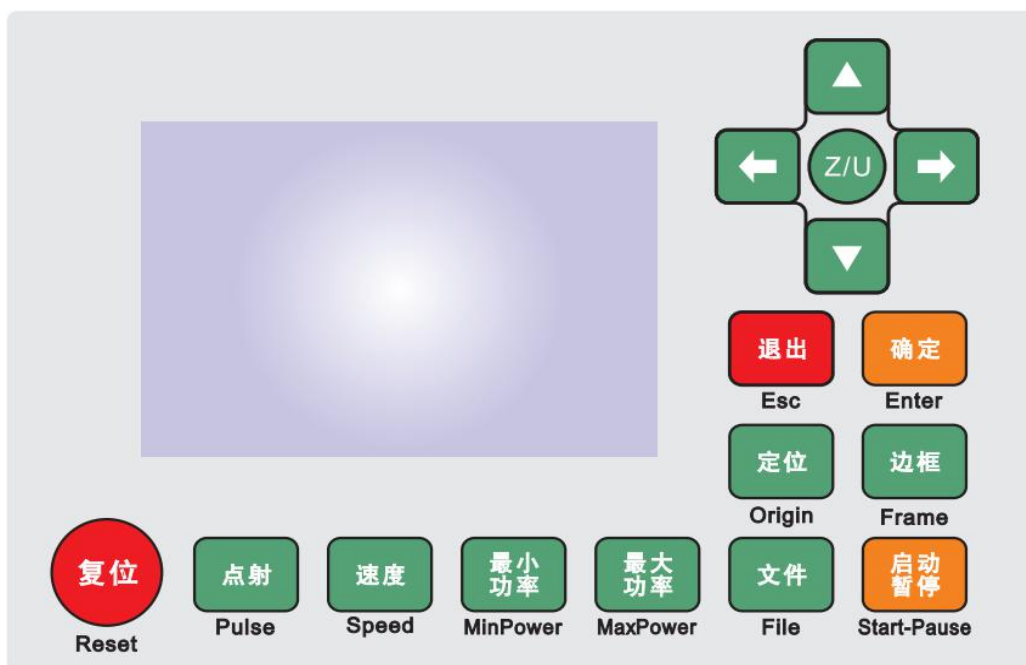 Z/U
退出
确定
Esc
Enter
定位
边框
Origin
Frame
复位
点射
速度
最小
功率
最大
功率
文件
启动
暂停
Reset
Pulse
Speed
MinPower
MaxPower
File
Start-Pause